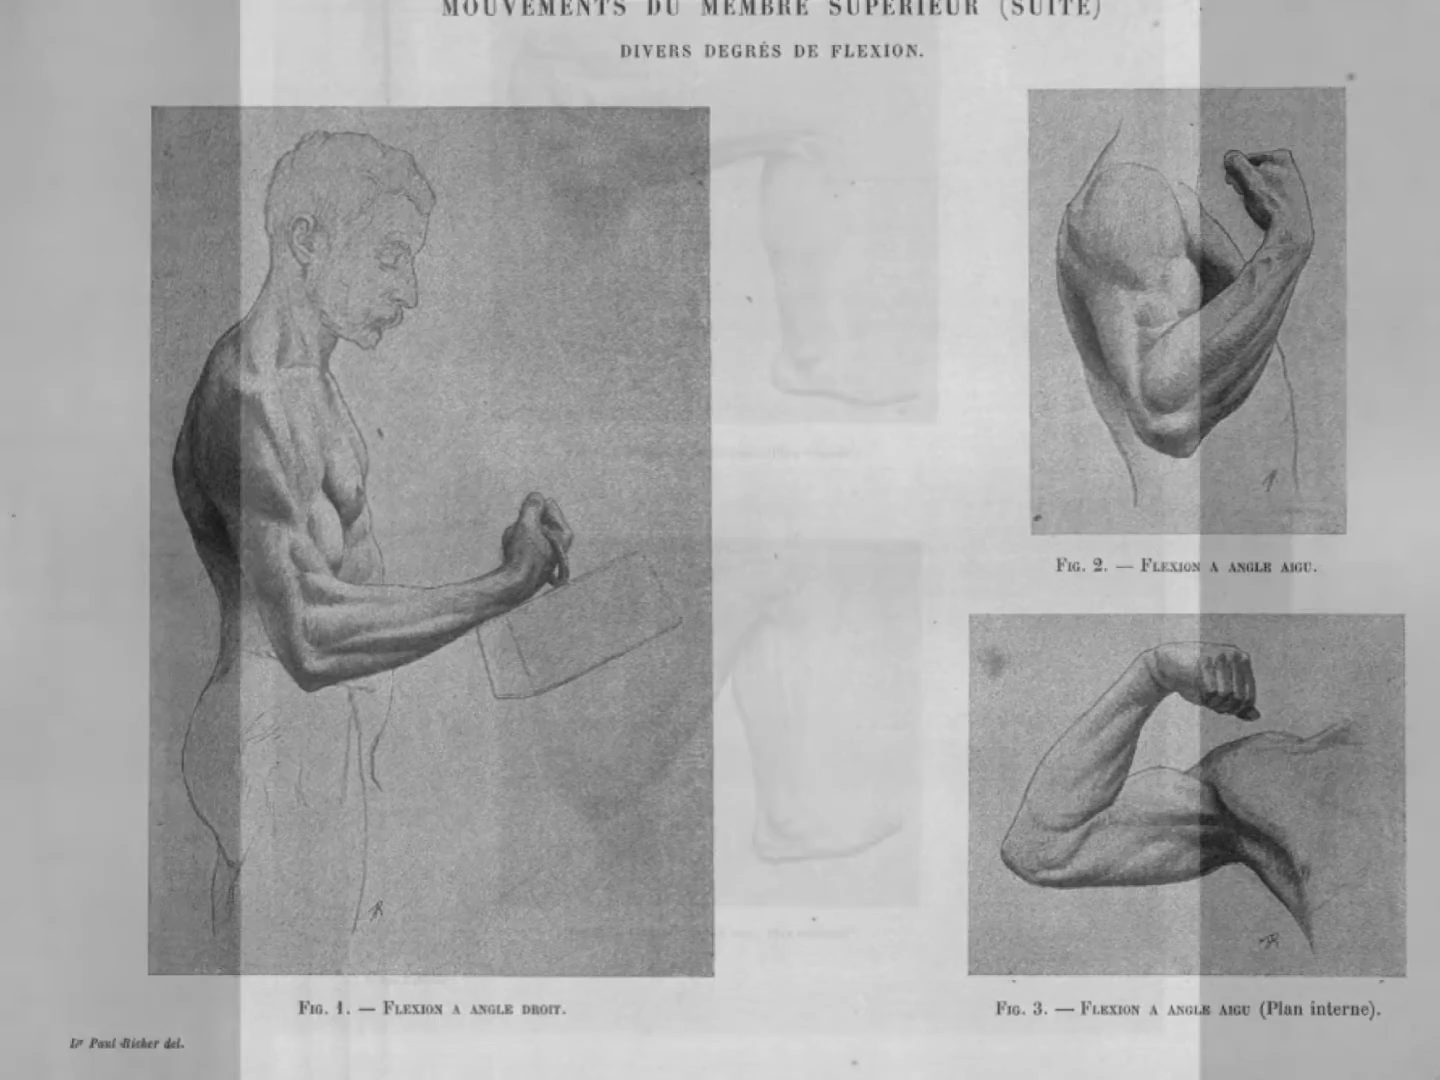 MOUVEMENTS DU MEMBRE SUPÉRIEUR (SUITE)
DIVERS DEGRÉS DE FLEXION.
FIG. 1. — FLEXION A ANGLE DROIT.
FIG. 2. — FLEXION A ANGLE AIGU.
FIG. 3. — FLEXION A ANGLE AIGU (Plan interne).
Dr Paul Richer del.